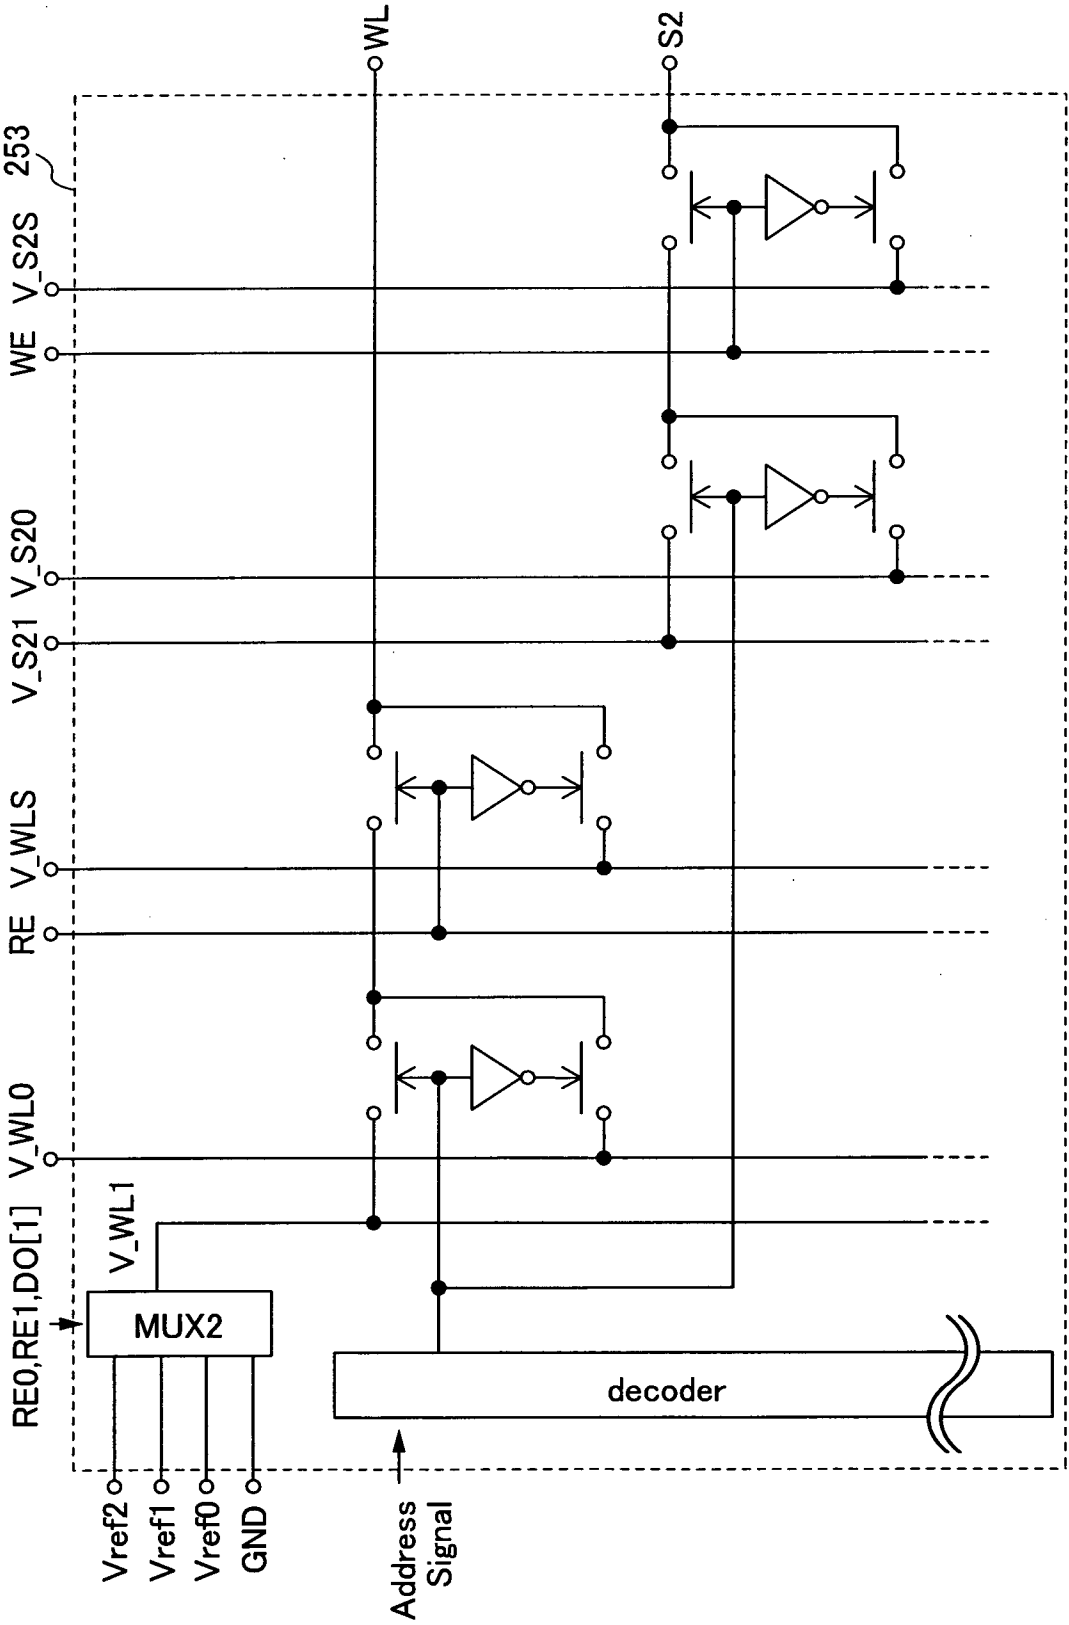 RE0,RE1,DO[1]
V_WL0
RE
V_WLS
V_S21
V_S20
WE
V_S2S
253
V_WL1
MUX2
Vref2
Vref1
Vref0
GND
WL
S2
decoder
Address
Signal